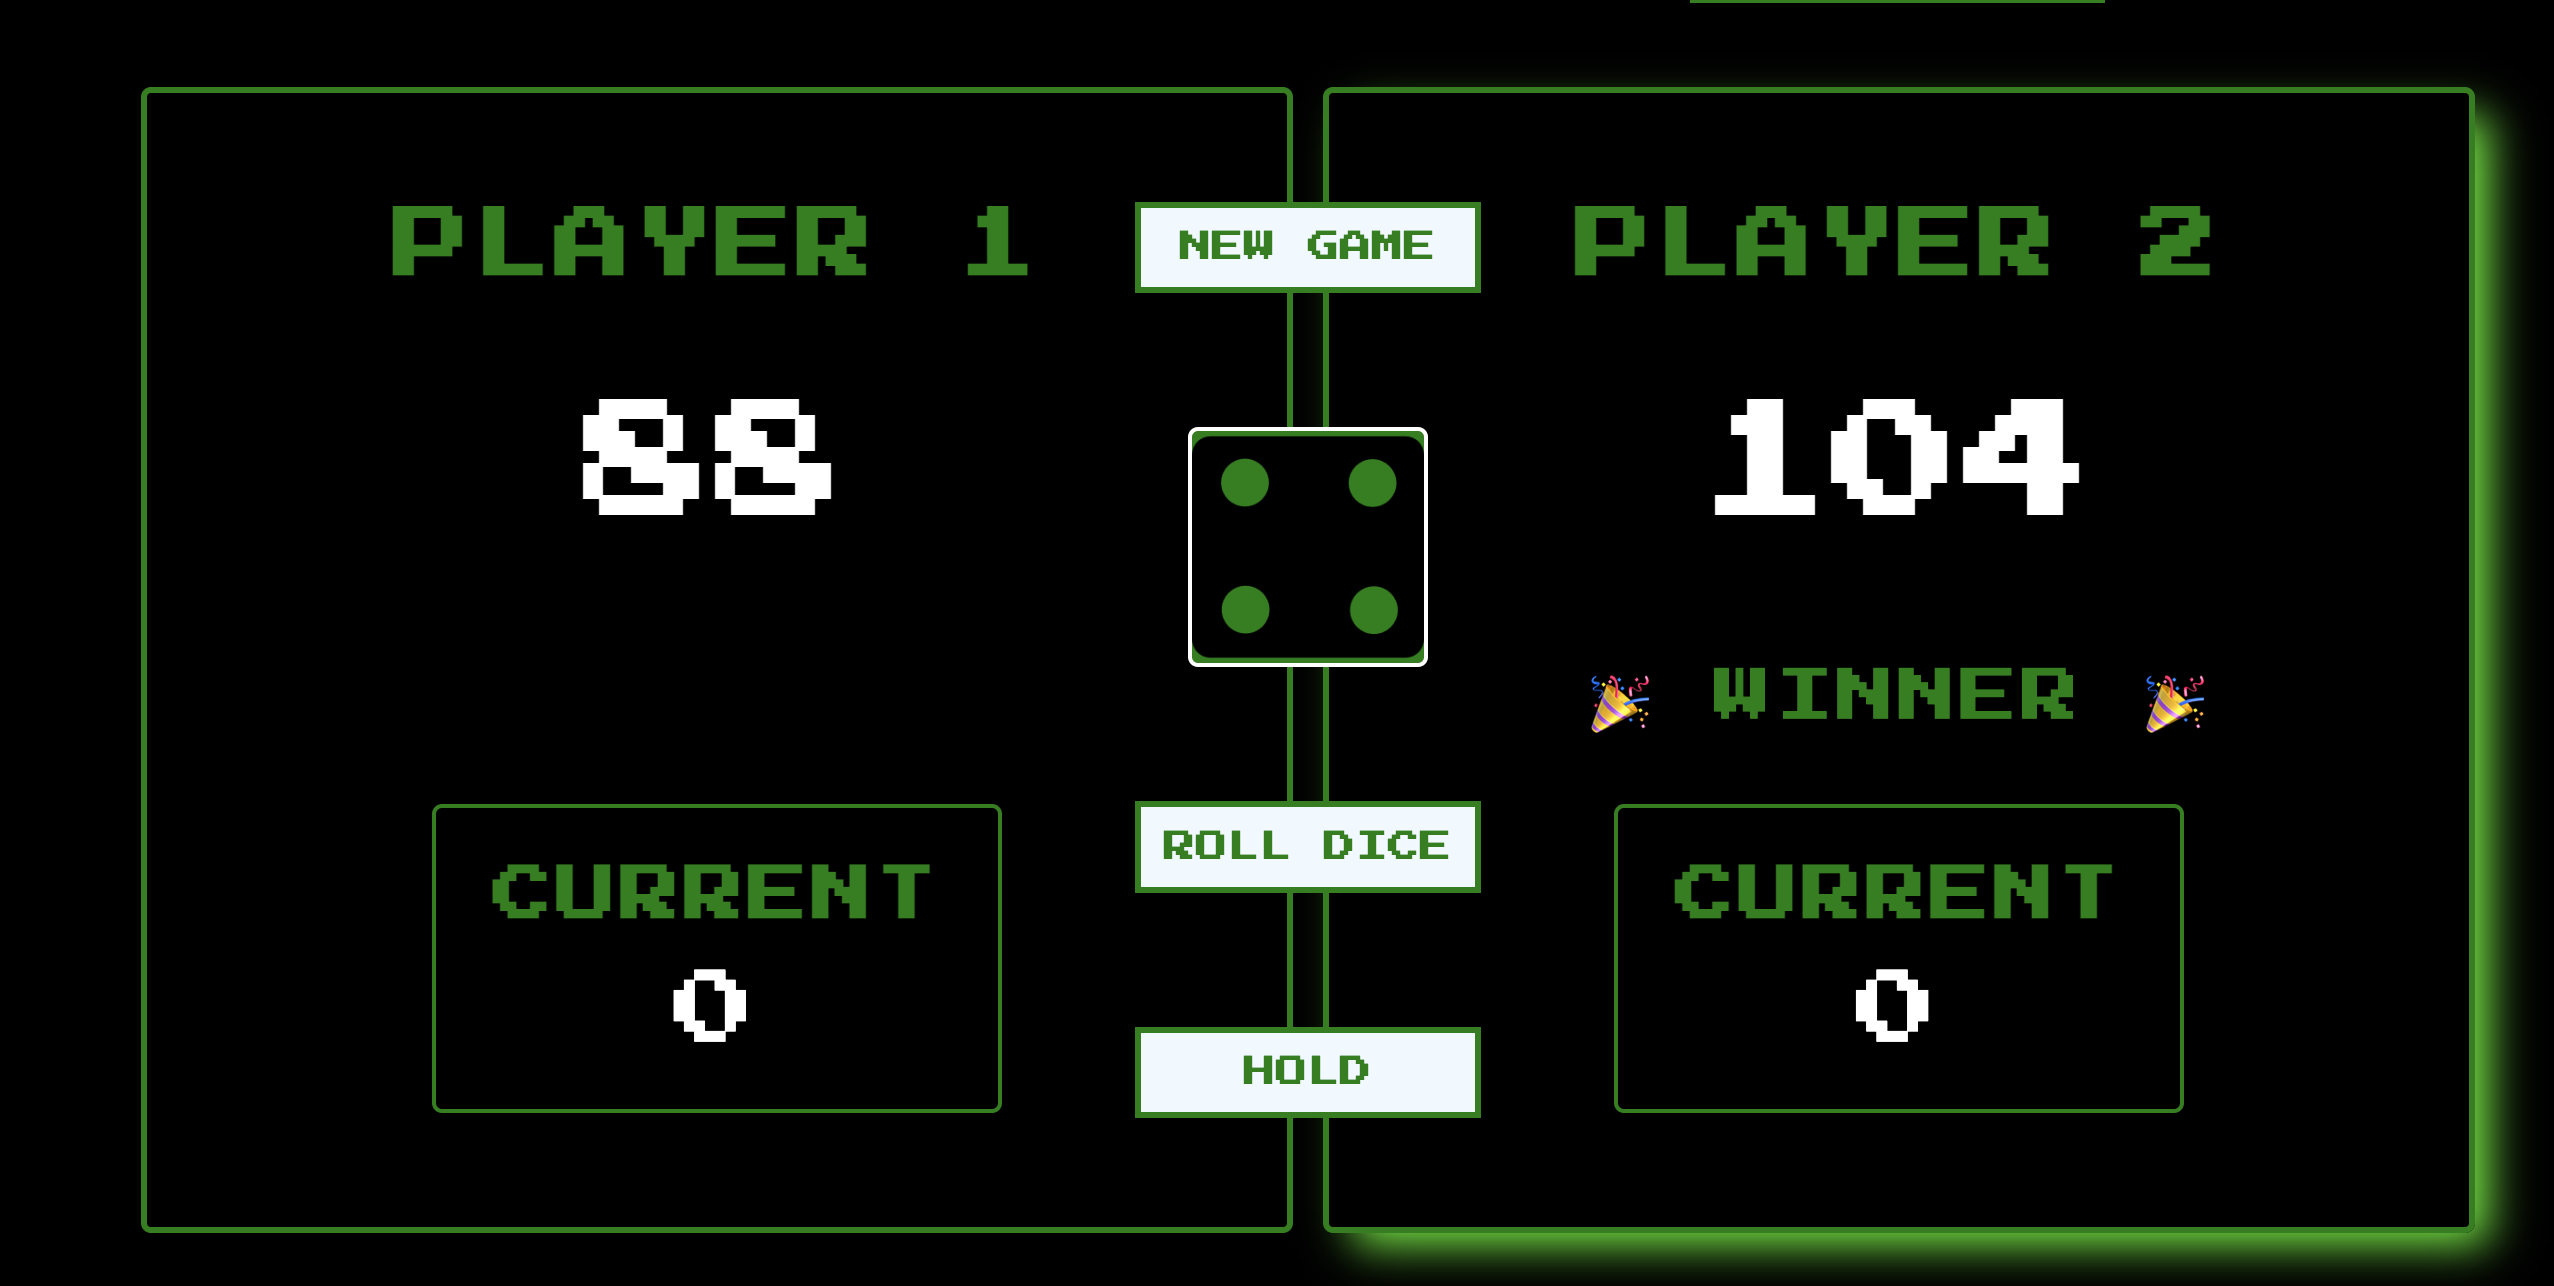 PLAYER 1
88
CURRENT
0
NEW GAME
ROLL DICE
HOLD
PLAYER 2
104
🎉 WINNER 🎉
CURRENT
0